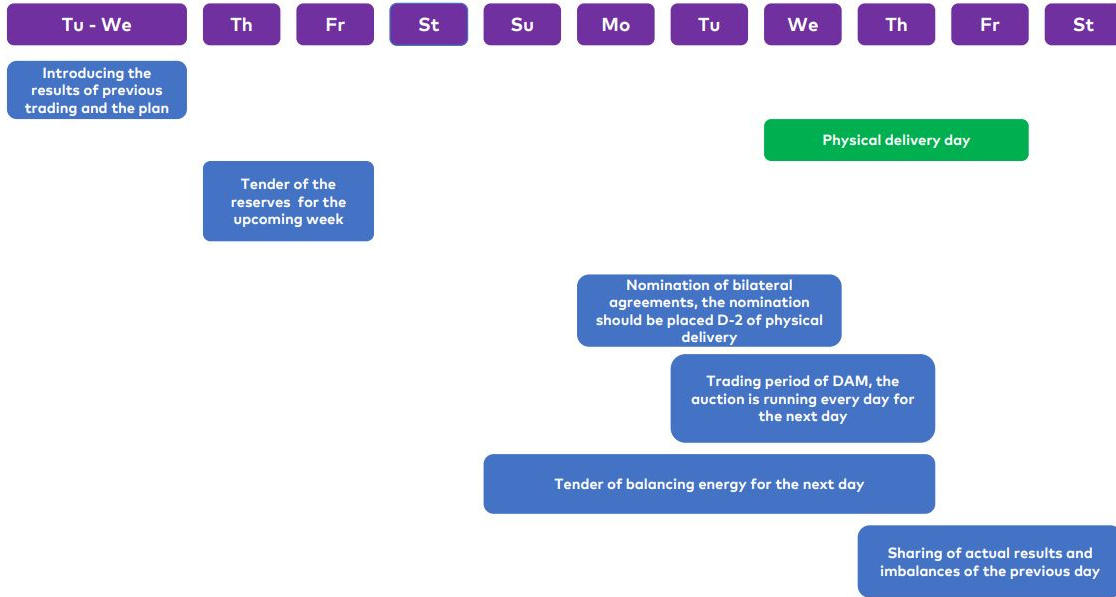 Tu - We Th Fr St Su Mo Tu We Th Fr St
Introducing the
results of previous
trading and the plan
Physical delivery day
Tender of the
reserves for the
upcoming week
Nomination of bilateral
agreements, the nomination
should be placed D-2 of physical
delivery
Trading period of DAM, the
auction is running every day for
the next day
Tender of balancing energy for the next day
Sharing of actual results and
imbalances of the previous day